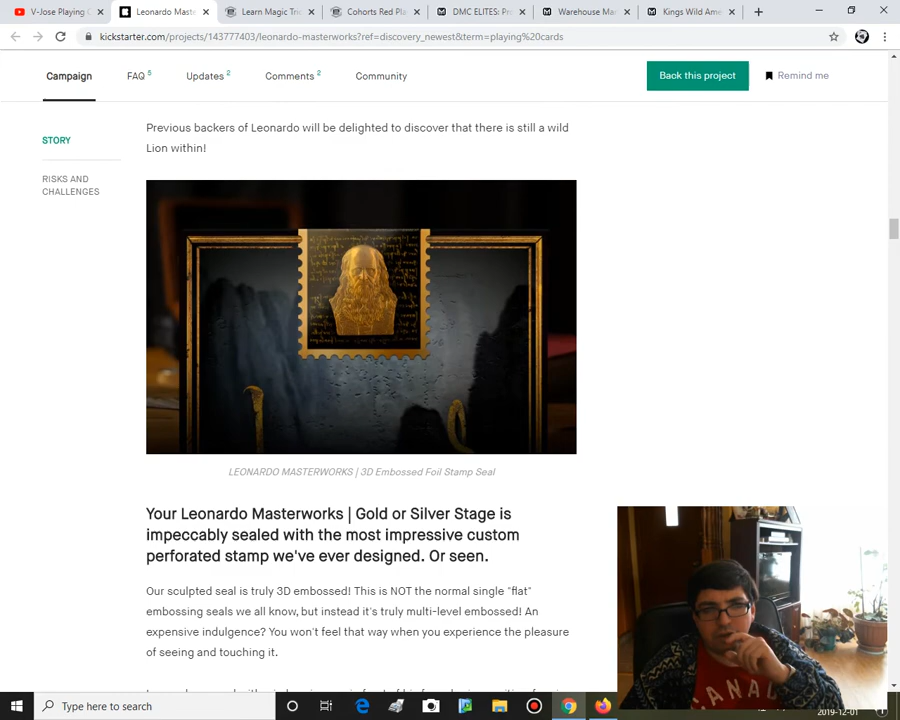 V-Jose Playing C
Leonardo Maste
Learn Magic Tric
Cohorts Red Pla
DMC ELITES: Pr
Warehouse Ma
Kings Wild Ame
kickstarter.com/projects/143777403/leonardo-masterworks?ref=discovery_newest&term=playing%20cards
Campaign
FAQ 5
Updates 2
Comments 2
Community
Back this project
Remind me
STORY
RISKS AND
CHALLENGES
Previous backers of Leonardo will be delighted to discover that there is still a wild
Lion within!
LEONARDO MASTERWORKS | 3D Embossed Foil Stamp Seal
Your Leonardo Masterworks | Gold or Silver Stage is
impeccably sealed with the most impressive custom
perforated stamp we've ever designed. Or seen.
Our sculpted seal is truly 3D embossed! This is NOT the normal single "flat"
embossing seals we all know, but instead it's truly multi-level embossed! An
expensive indulgence? You won't feel that way when you experience the pleasure
of seeing and touching it.
CANADA
Type here to search
2019-12-01